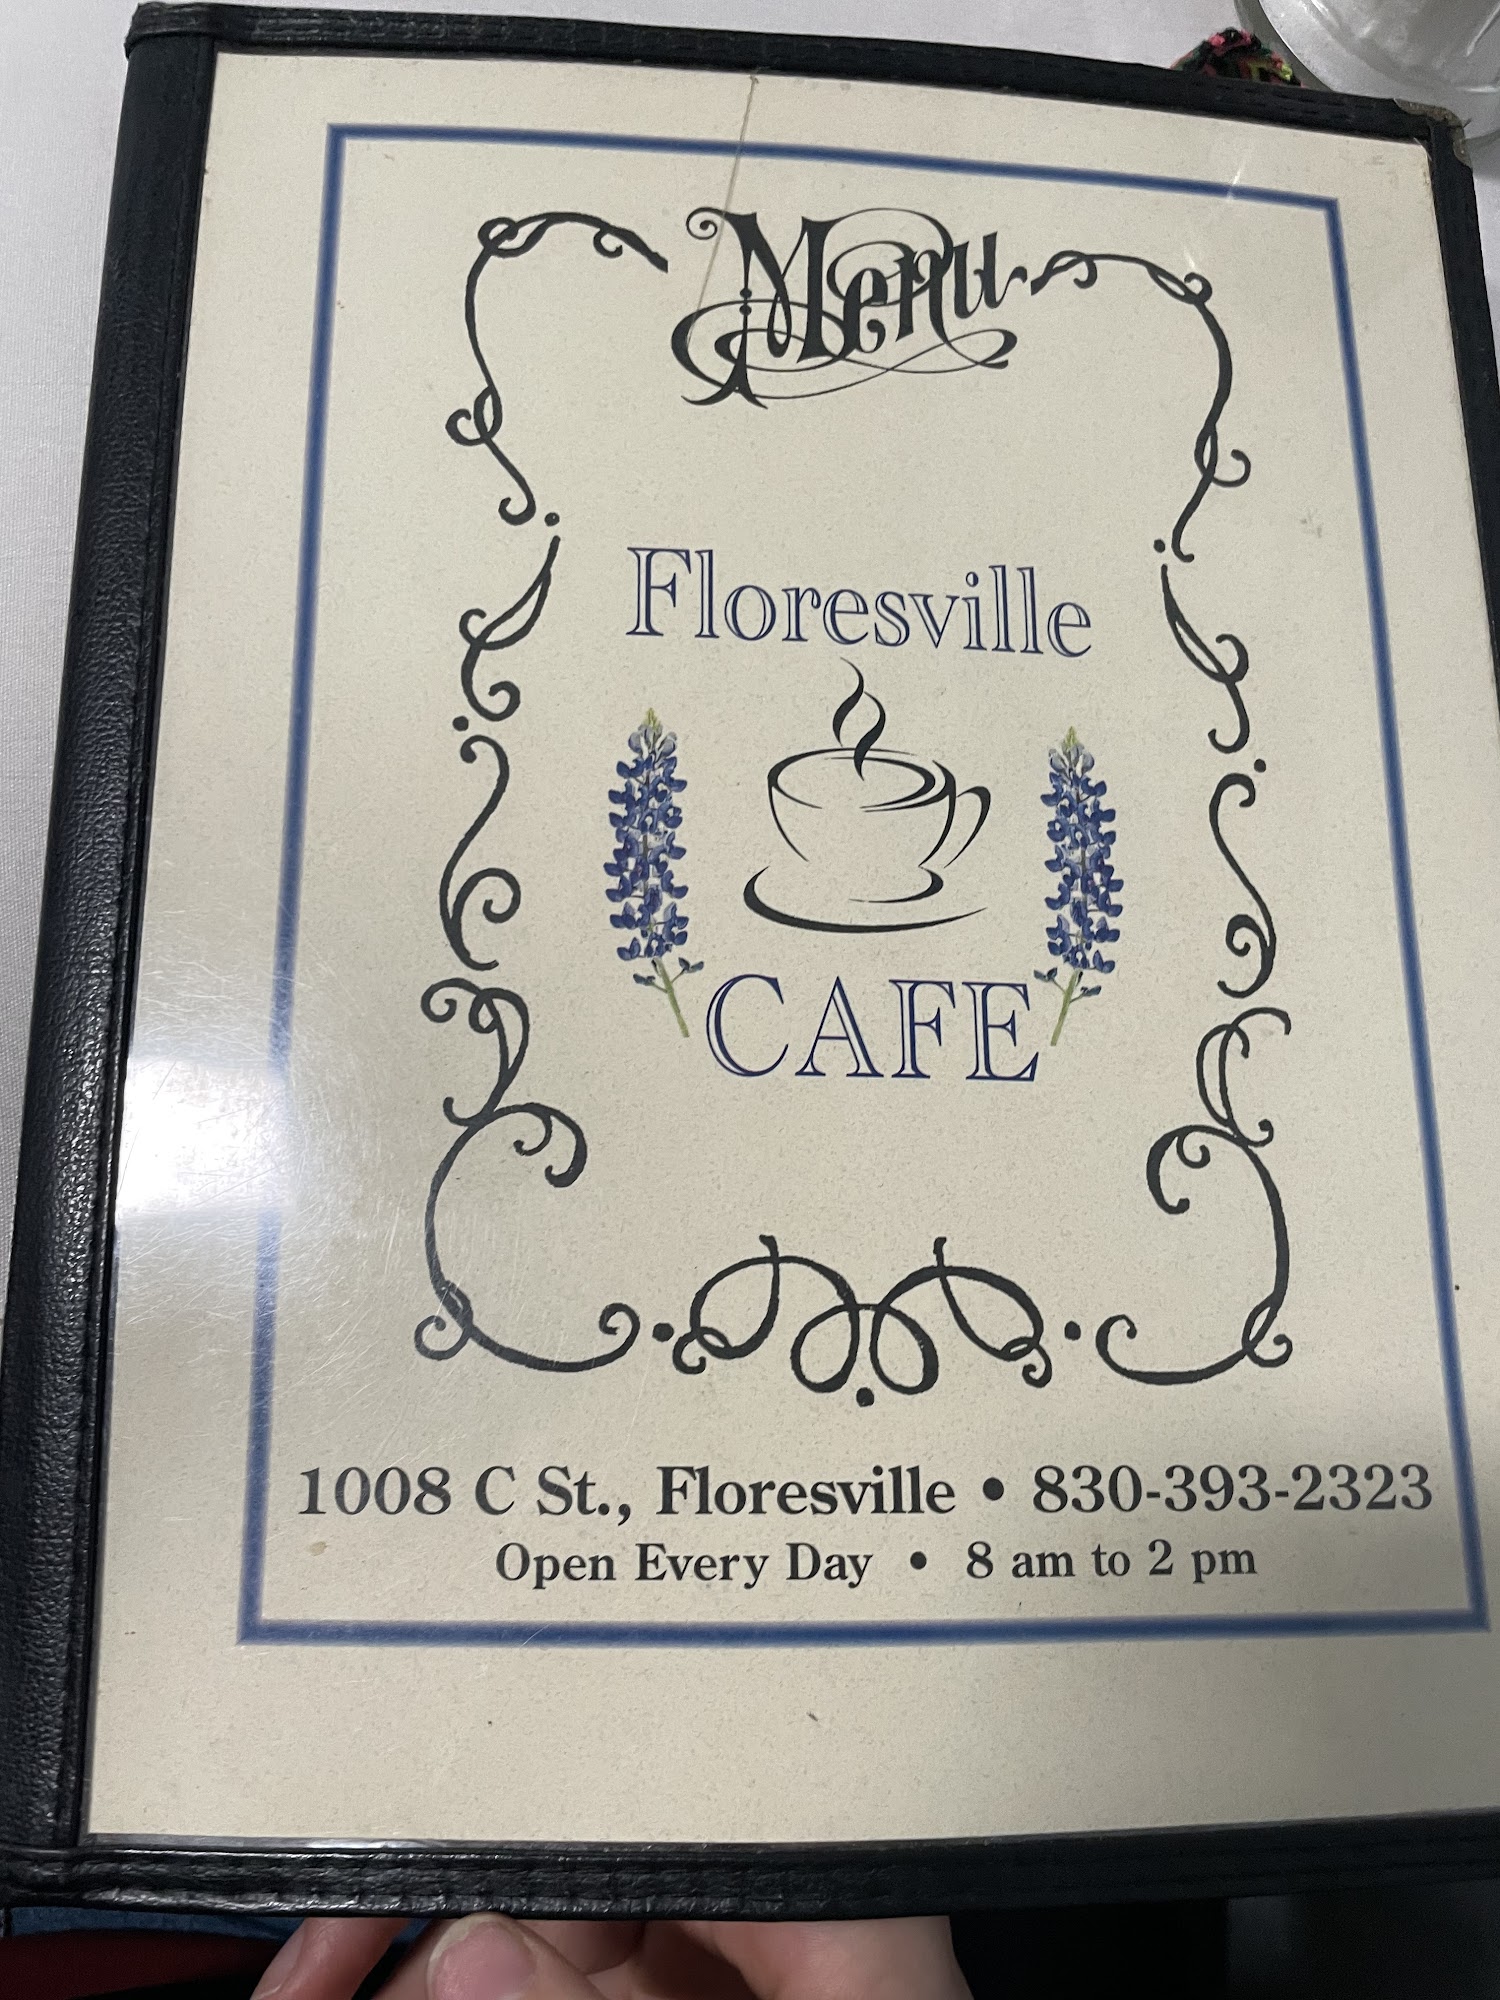 Menu
Floresville
CAFE
1008 C St., Floresville • 830-393-2323
Open Every Day • 8 am to 2 pm